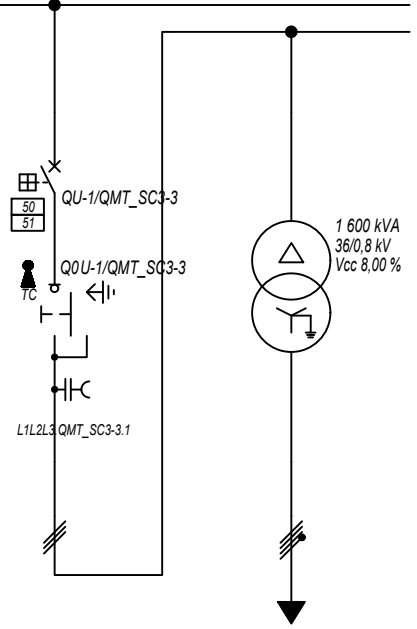 QU-1/QMT_SC3-3
50
51
Q0U-1/QMT_SC3-3
TC
L1L2L3.QMT_SC3-3.1
1 600 kVA
36/0,8 kV
Vcc 8,00 %